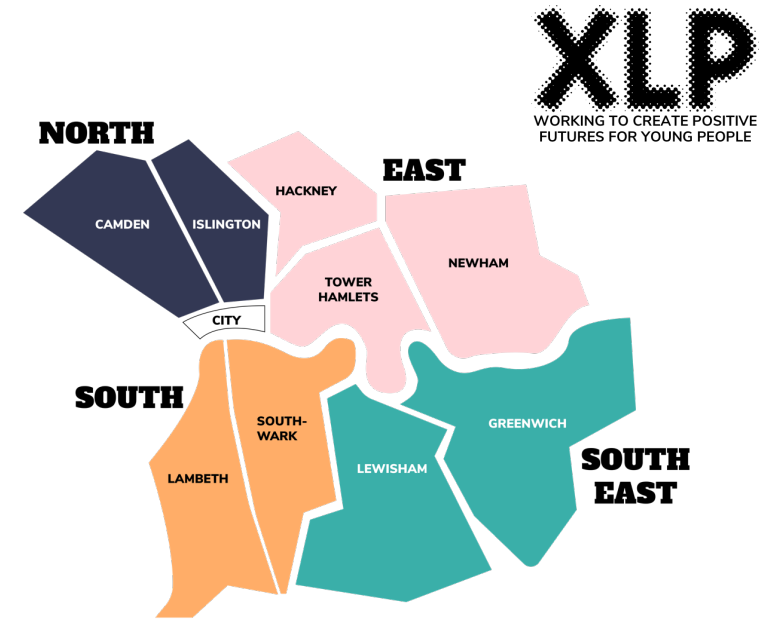 XLP
WORKING TO CREATE POSITIVE
FUTURES FOR YOUNG PEOPLE
NORTH
EAST
HACKNEY
CAMDEN
ISLINGTON
NEWHAM
TOWER
HAMLETS
CITY
SOUTH
SOUTH-
WARK
GREENWICH
LAMBETH
LEWISHAM
SOUTH
EAST